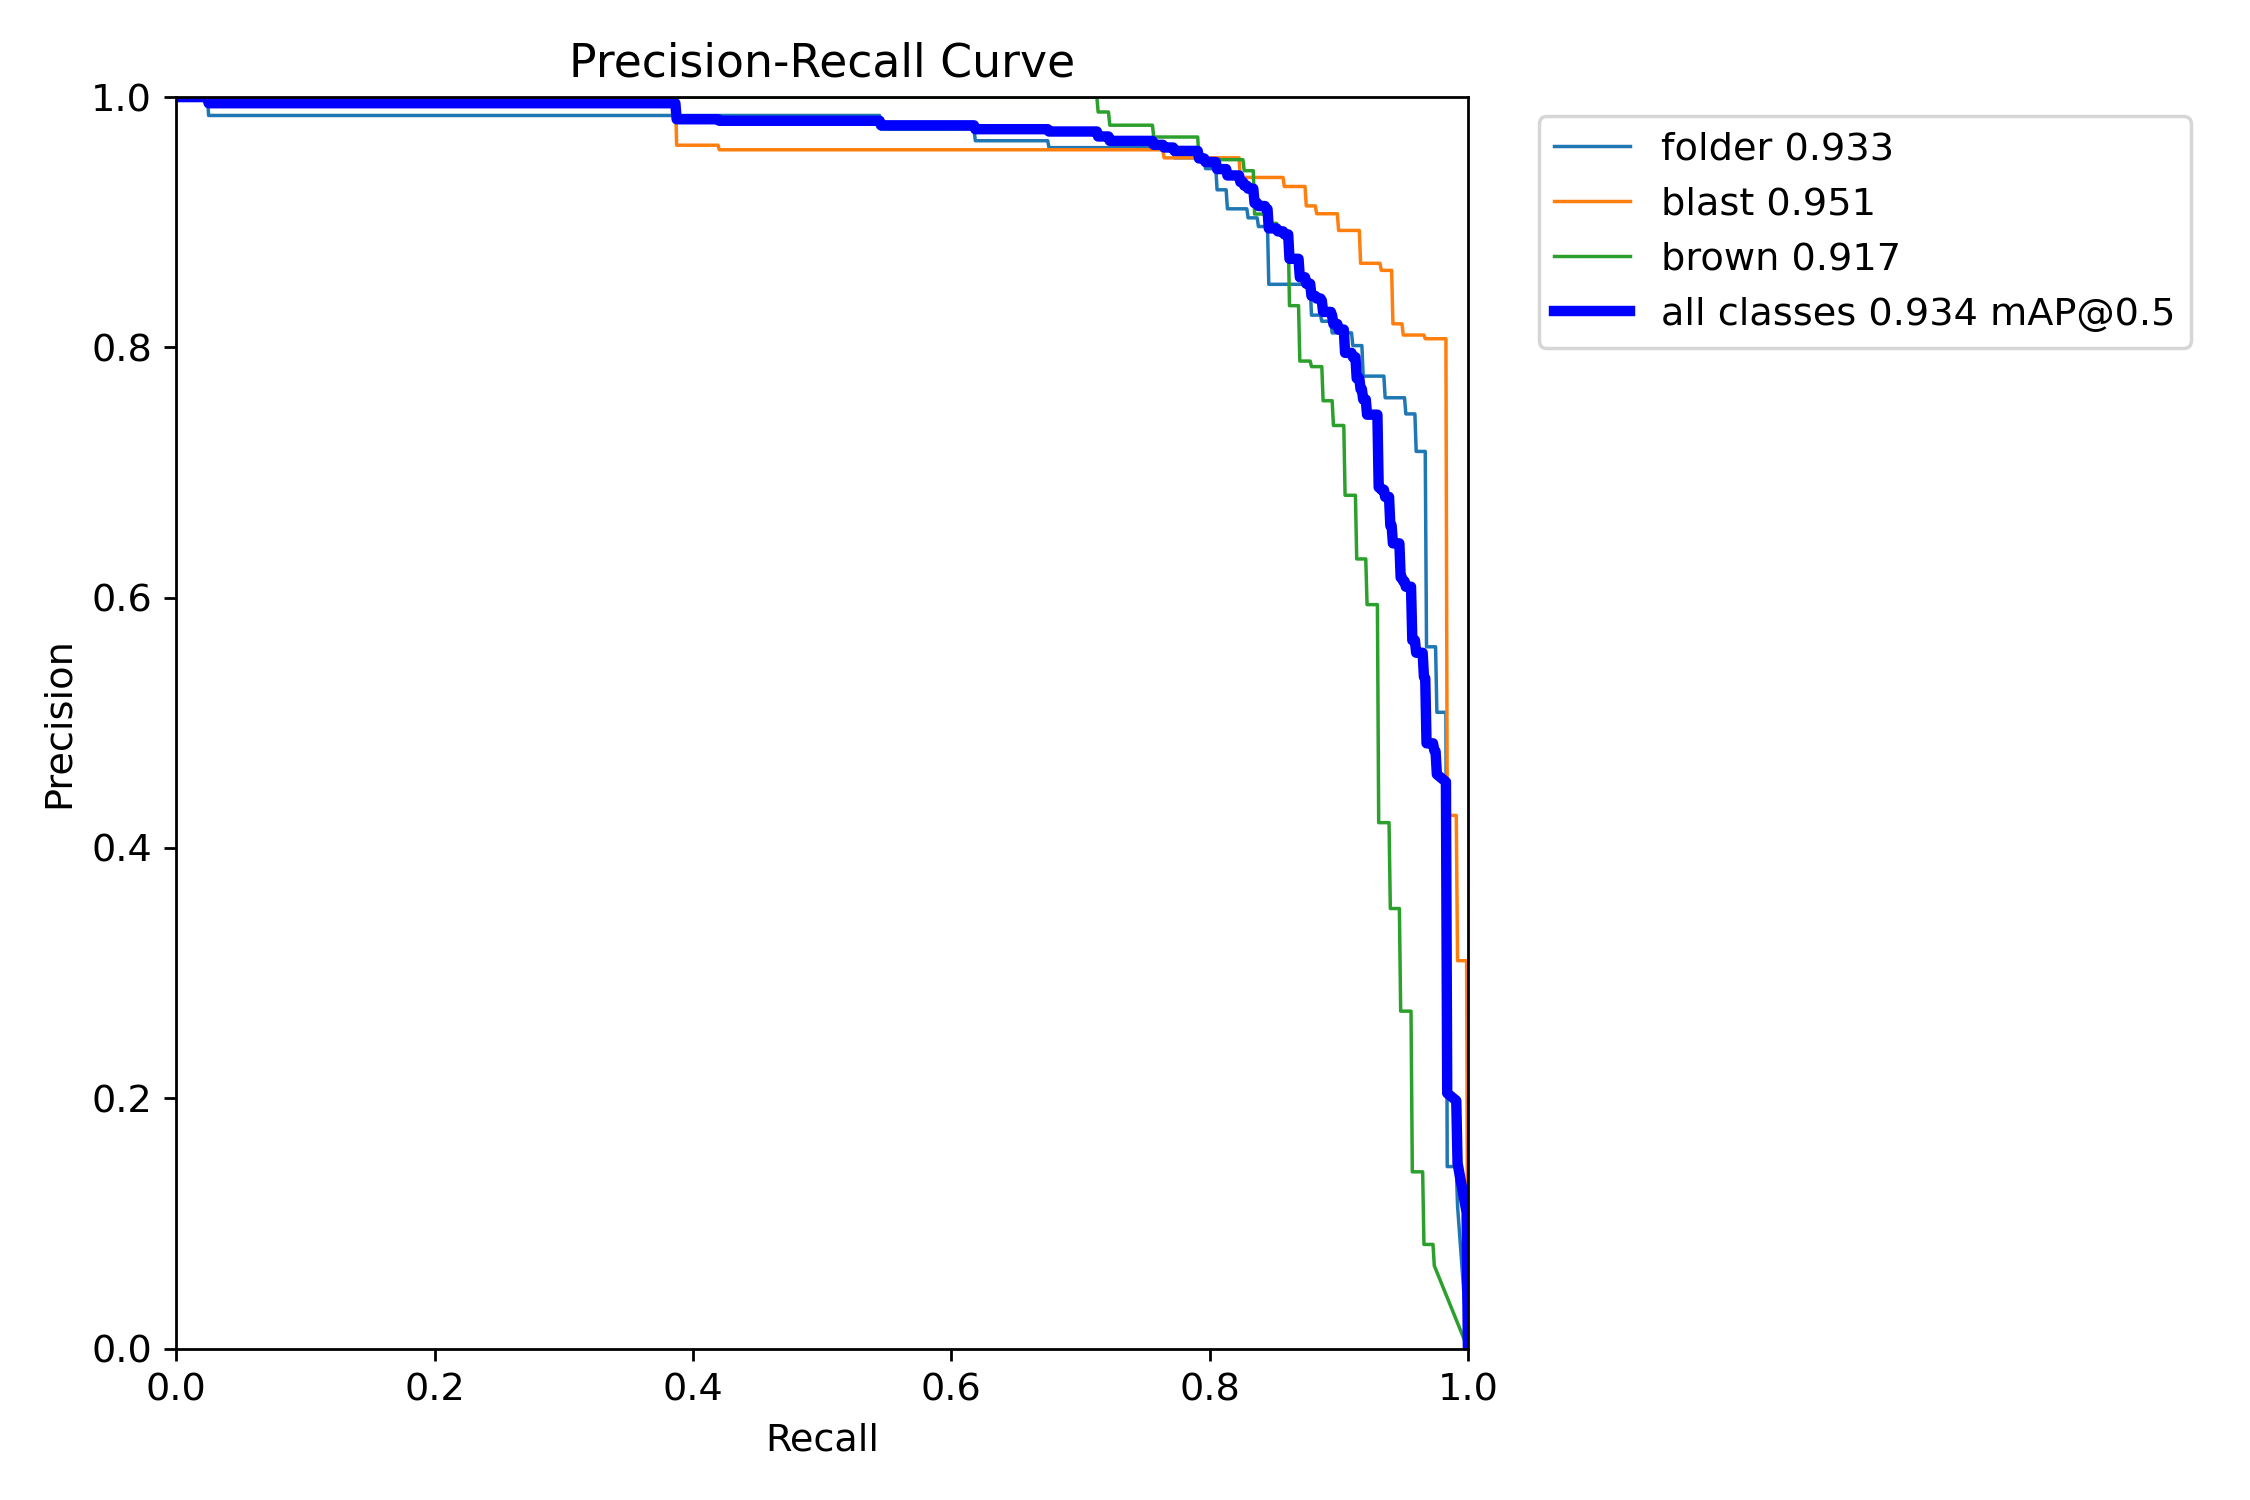 Precision-Recall Curve
1.0
0.8
0.6
0.4
0.2
0.0
Precision
0.0 0.2 0.4 0.6 0.8 1.0
Recall
folder 0.933
blast 0.951
brown 0.917
all classes 0.934 mAP@0.5